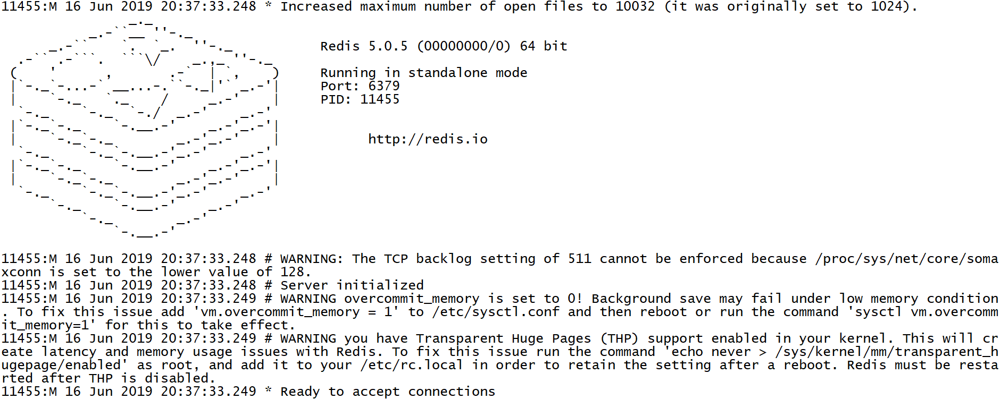 11455:M 16 Jun 2019 20:37:33.248 * Increased maximum number of open files to 10032 (it was originally set to 1024).
Redis 5.0.5 (00000000/0) 64 bit
Running in standalone mode
Port: 6379
PID: 11455
http://redis.io
11455:M 16 Jun 2019 20:37:33.248 # WARNING: The TCP backlog setting of 511 cannot be enforced because /proc/sys/net/core/soma
xconn is set to the lower value of 128.
11455:M 16 Jun 2019 20:37:33.248 # Server initialized
11455:M 16 Jun 2019 20:37:33.249 # WARNING overcommit_memory is set to 0! Background save may fail under low memory condition
. To fix this issue add 'vm.overcommit_memory = 1' to /etc/sysctl.conf and then reboot or run the command 'sysctl vm.overcomm
it_memory=1' for this to take effect.
11455:M 16 Jun 2019 20:37:33.249 # WARNING you have Transparent Huge Pages (THP) support enabled in your kernel. This will cr
eate latency and memory usage issues with Redis. To fix this issue run the command 'echo never > /sys/kernel/mm/transparent_h
ugepage/enabled' as root, and add it to your /etc/rc.local in order to retain the setting after a reboot. Redis must be resta
rted after THP is disabled.
11455:M 16 Jun 2019 20:37:33.249 * Ready to accept connections